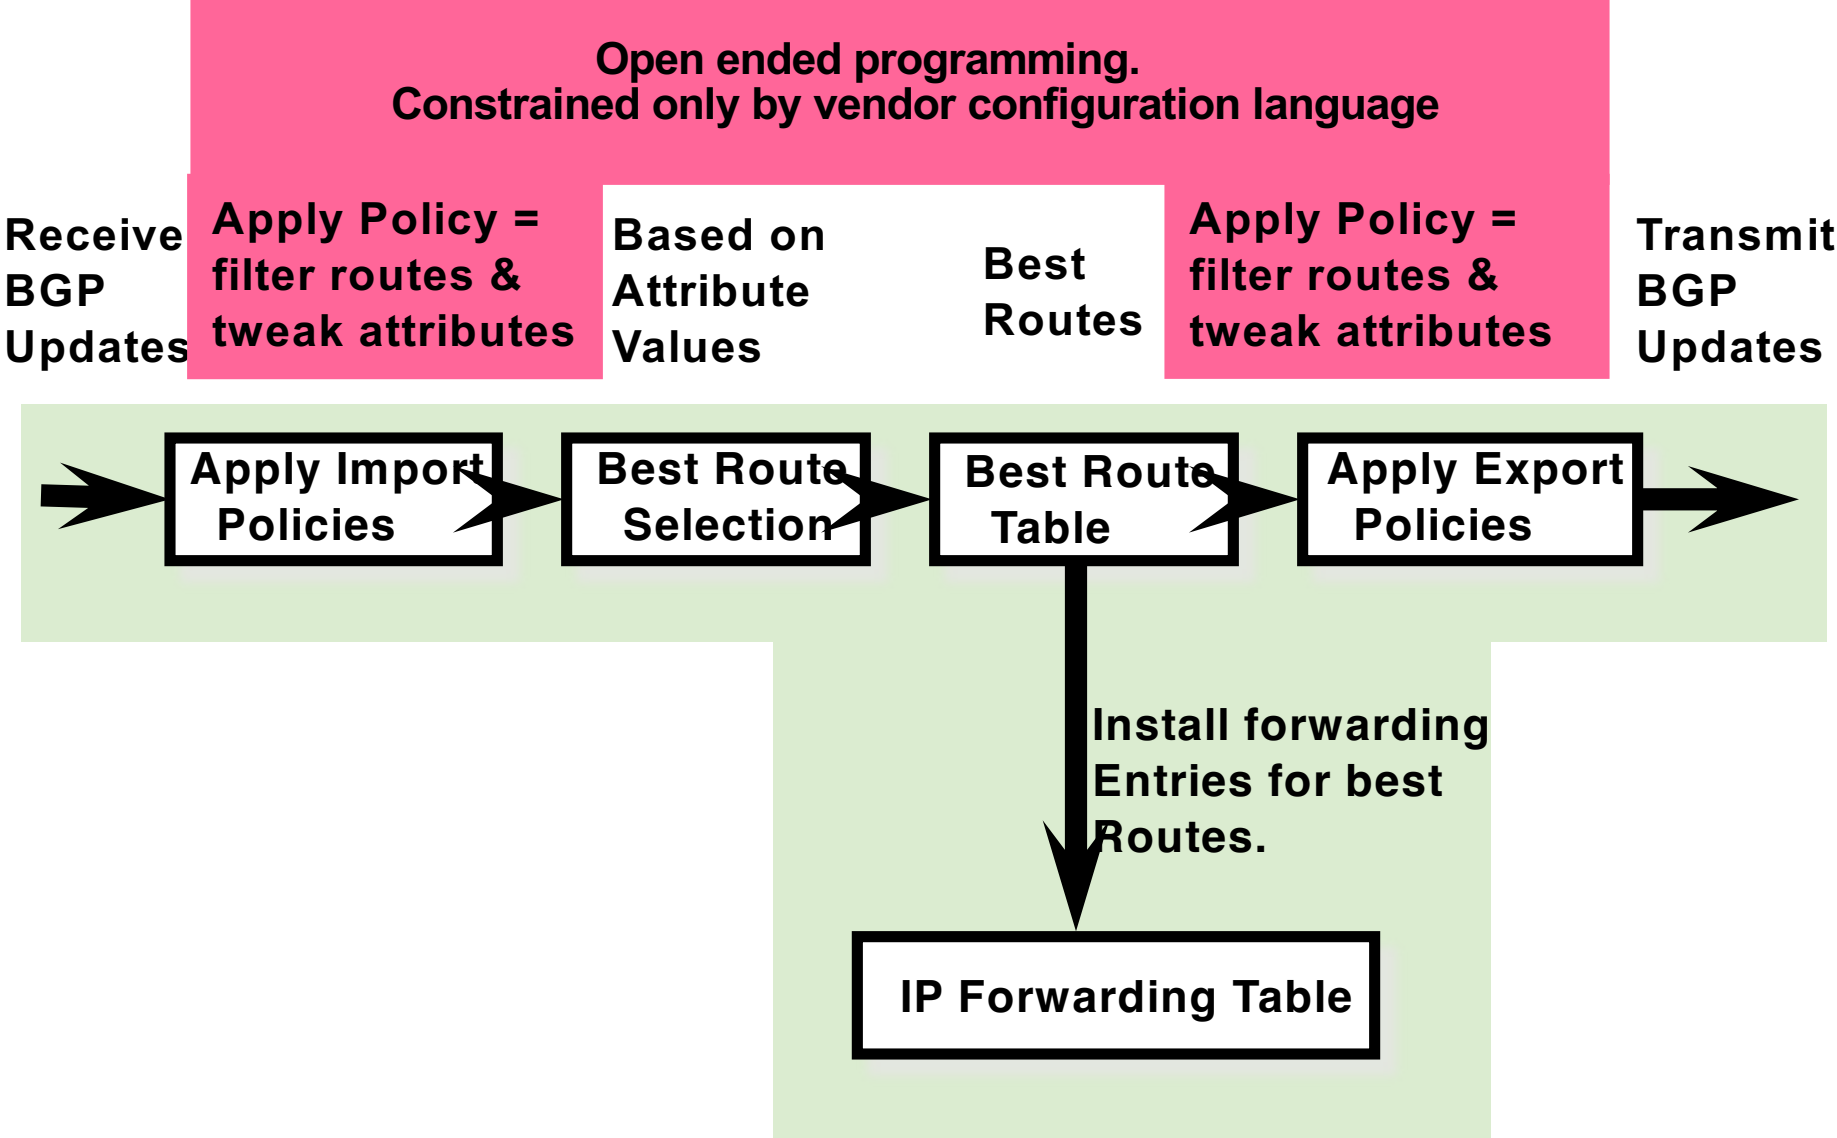 Open ended programming.
Constrained only by vendor configuration language
Receive
BGP
Updates
Apply Policy =
filter routes &
tweak attributes
Based on
Attribute
Values
Best
Routes
Apply Policy =
filter routes &
tweak attributes
Transmit
BGP
Updates
Apply Import
Policies
Best Route
Selection
Best Route
Table
Apply Export
Policies
Install forwarding
Entries for best
Routes.
IP Forwarding Table